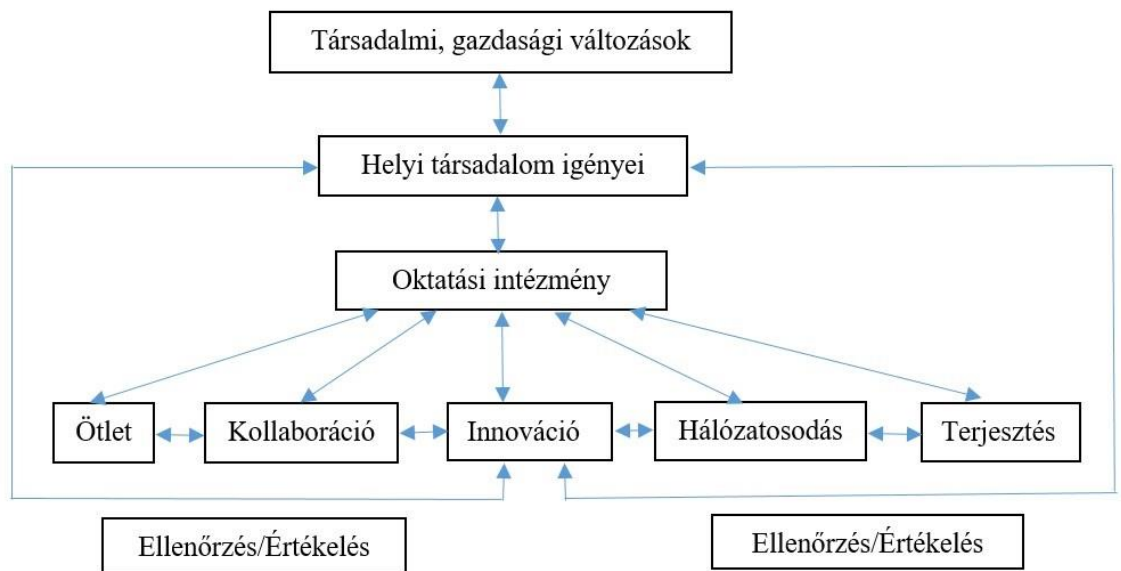 Társadalmi, gazdasági változások
Helyi társadalom igényei
Oktatási intézmény
Ötlet
Kollaboráció
Innováció
Hálózatosodás
Terjesztés
Ellenőrzés/Értékelés
Ellenőrzés/Értékelés